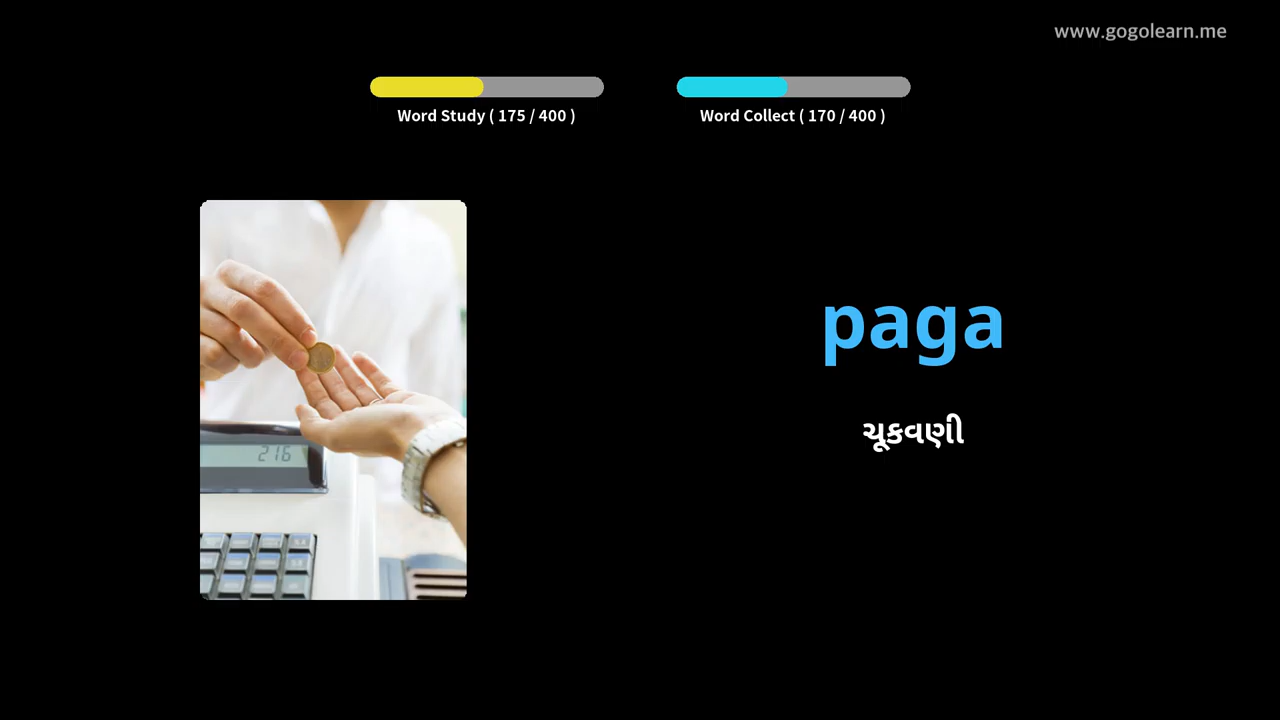 www.gogolearn.me
Word Study ( 175 / 400 )
Word Collect ( 170 / 400 )
216
paga
ચૂકવણી